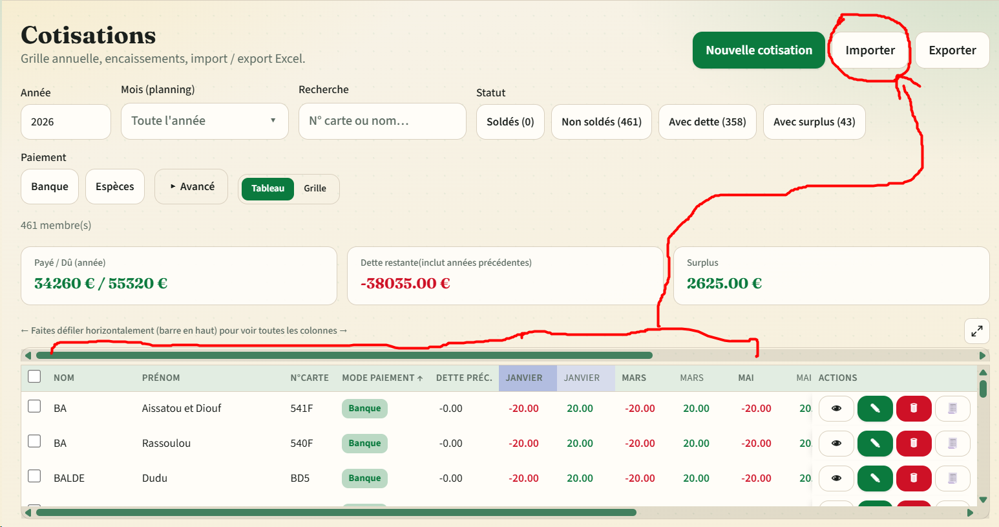 Cotisations
Grille annuelle, encaissements, import / export Excel.
Nouvelle cotisation
Importer
Exporter
Année
2026
Mois (planning)
Toute l'année
Recherche
N° carte ou nom…
Statut
Soldés (0)
Non soldés (461)
Avec dette (358)
Avec surplus (43)
Paiement
Banque
Espèces
Avancé
Tableau
Grille
461 membre(s)
Payé / Dû (année)
34260 € / 55320 €
Dette restante(inclut années précédentes)
-38035.00 €
Surplus
2625.00 €
← Faites défiler horizontalement (barre en haut) pour voir toutes les colonnes →
NOM PRÉNOM N°CARTE MODE PAIEMENT ↑ DETTE PRÉC. JANVIER JANVIER MARS MARS MAI MAI ACTIONS
BA Aissatou et Diouf 541F Banque -0.00 -20.00 20.00 -20.00 20.00 -20.00 20.
BA Rassoulou 540F Banque -0.00 -20.00 20.00 -20.00 20.00 -20.00 20.
BALDE Dudu BD5 Banque -0.00 -20.00 20.00 -20.00 20.00 -20.00 20.